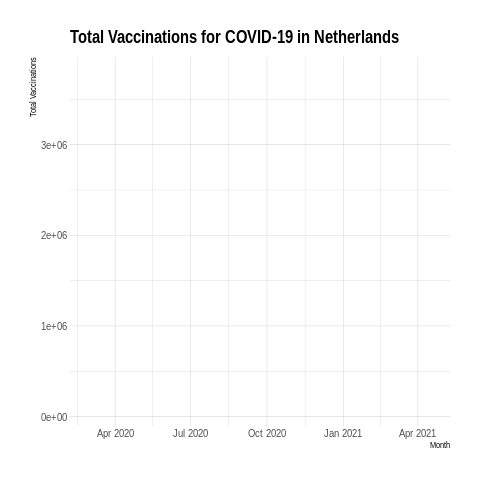 Total Vaccinations for COVID-19 in Netherlands
Total Vaccinations
3e+06
2e+06
1e+06
0e+00
Apr 2020 Jul 2020 Oct 2020 Jan 2021 Apr 2021
Month